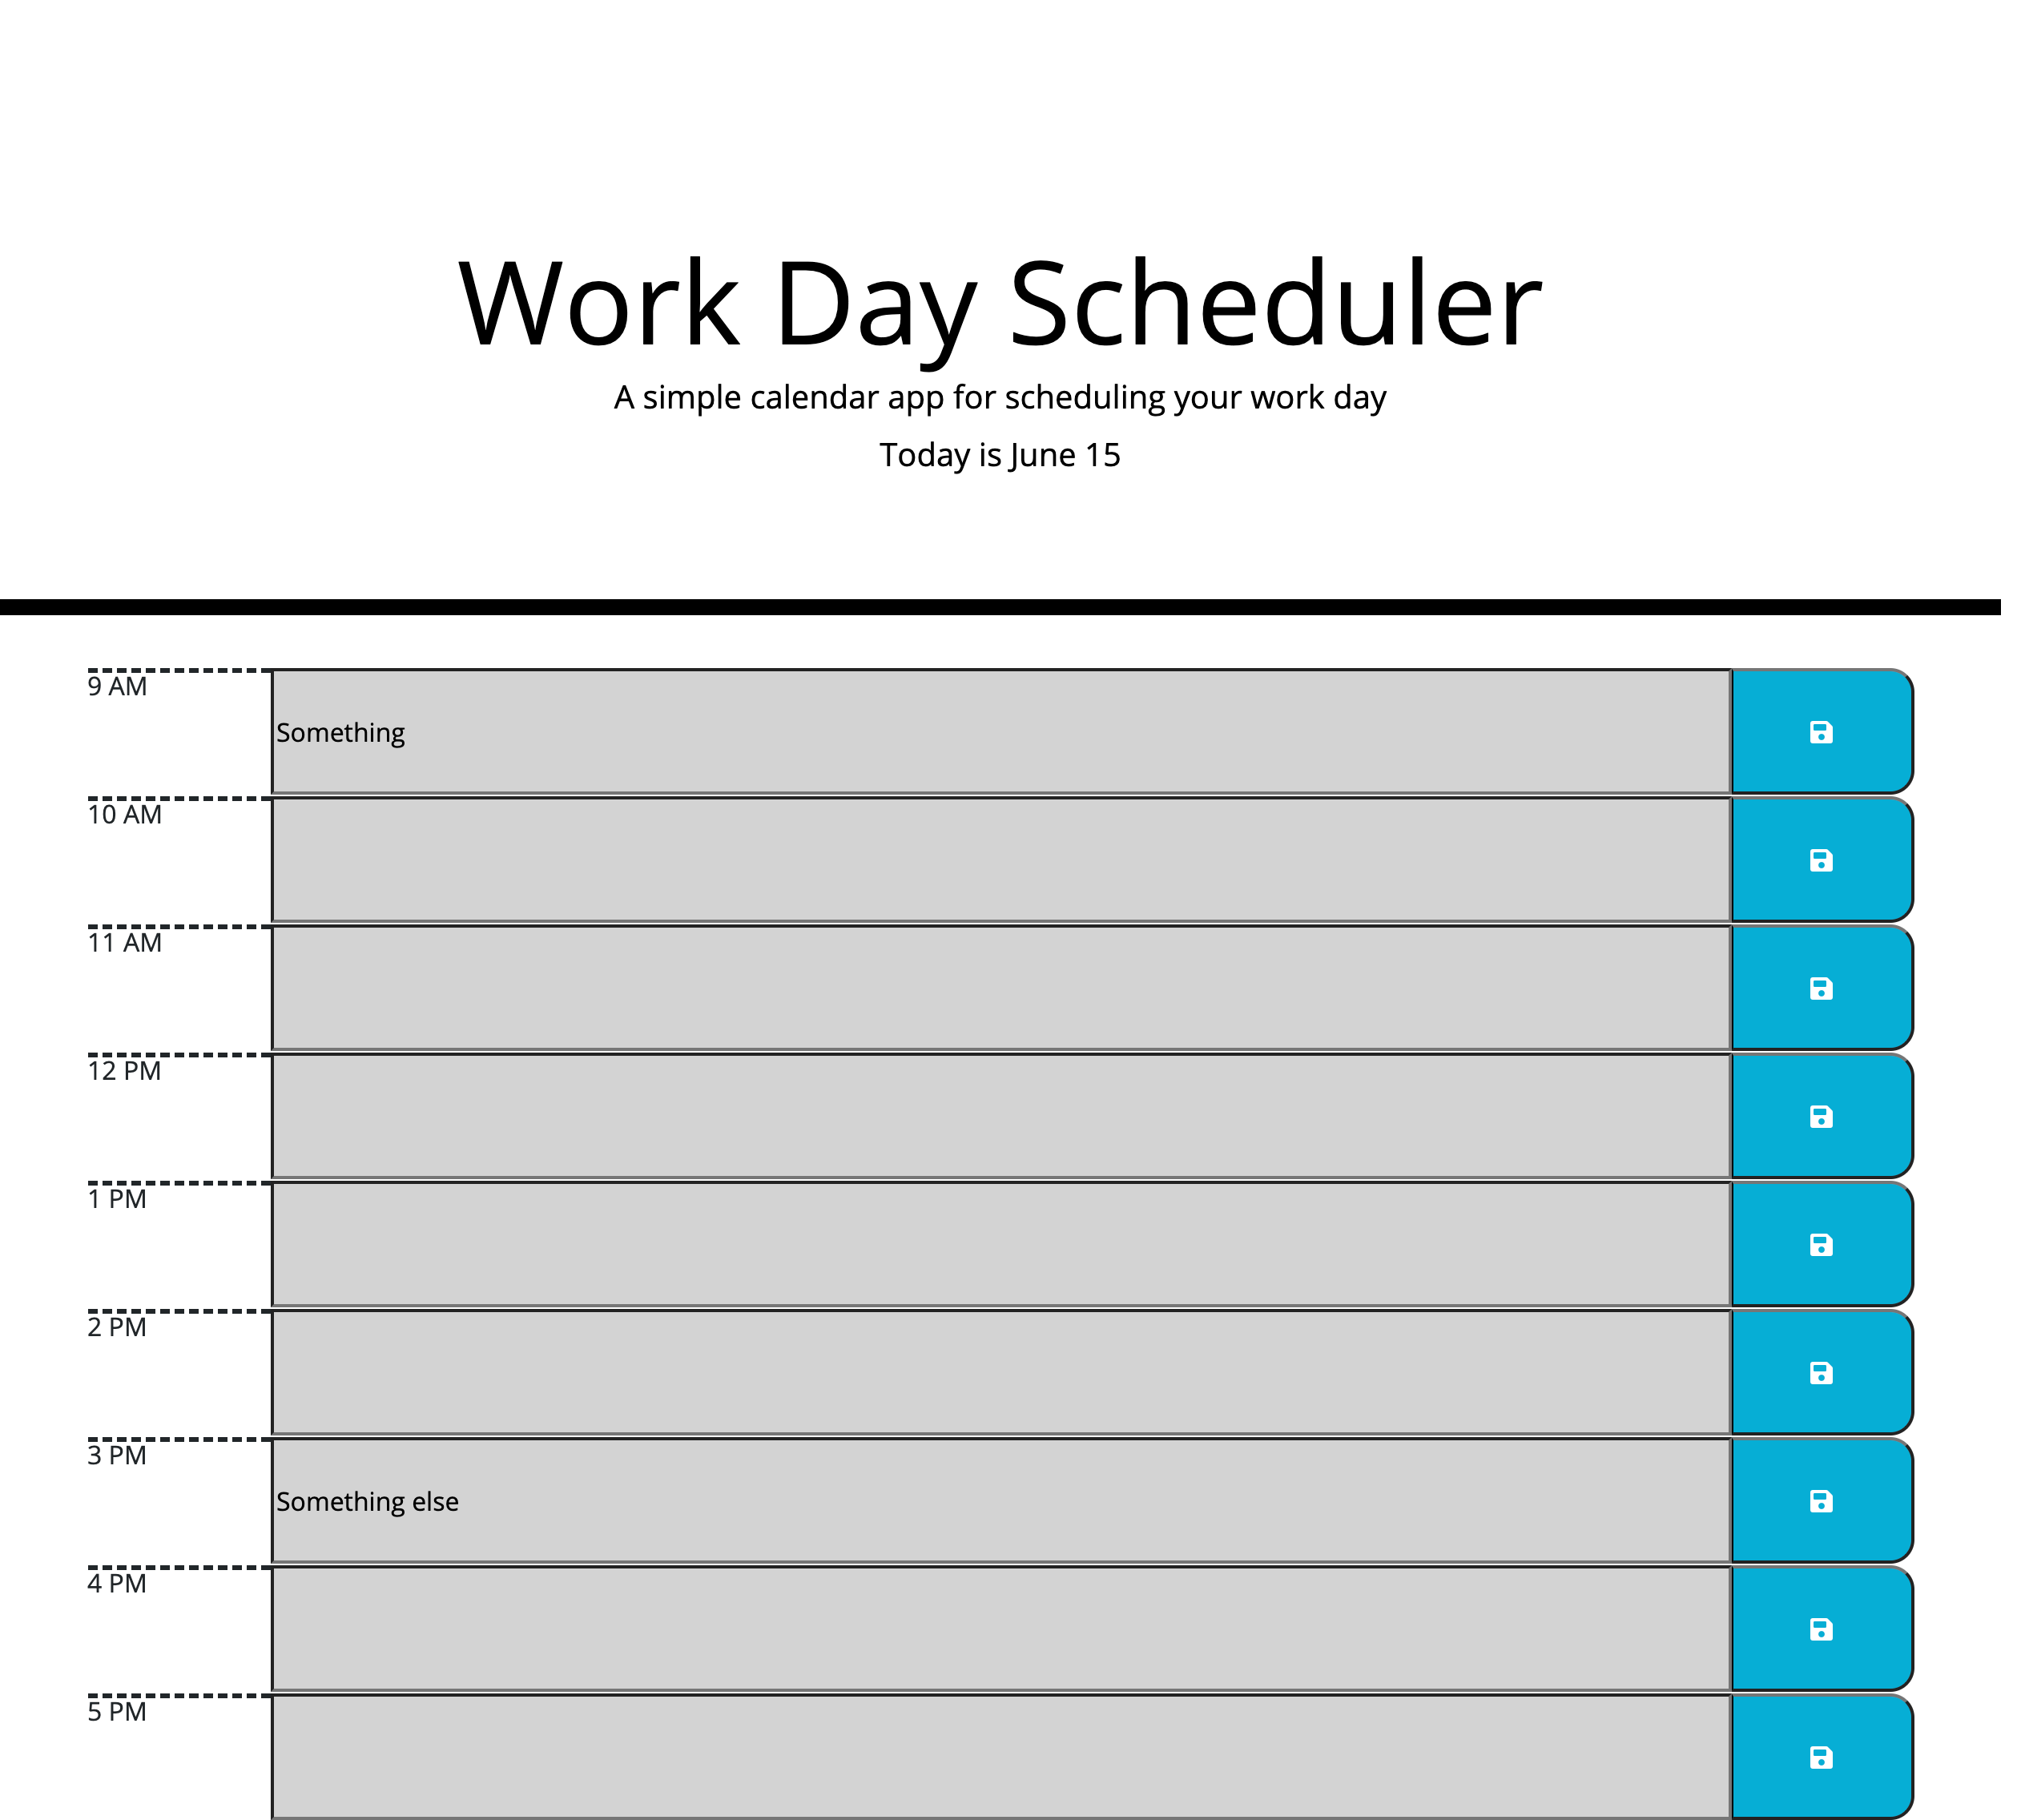 Work Day Scheduler
A simple calendar app for scheduling your work day
Today is June 15
9 AM
Something
10 AM
11 AM
12 PM
1 PM
2 PM
3 PM
Something else
4 PM
5 PM